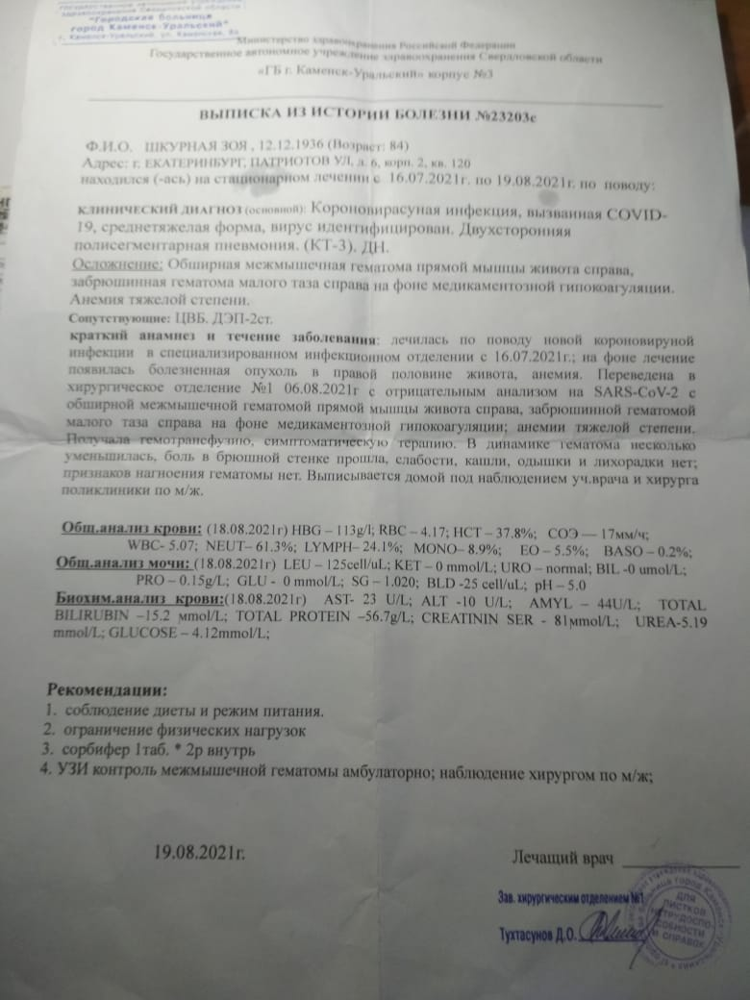 "Городская больница
город Каменск-Уральский"
Министерство здравоохранения Российской Федерации
Государственное автономное учреждение здравоохранения Свердловской области
«ГБ г. Каменск-Уральский» корпус №3
ВЫПИСКА ИЗ ИСТОРИИ БОЛЕЗНИ №23203с
Ф.И.О. ШКУРНАЯ ЗОЯ , 12.12.1936 (Возраст: 84)
Адрес: г. ЕКАТЕРИНБУРГ, ПАТРИОТОВ УЛ, д. 6, корп. 2, кв. 120
находился (-ась) на стационарном лечении с 16.07.2021г. по 19.08.2021г. по поводу:
клинический диагноз (основной): Короновирасуная инфекция, вызванная COVID-
19, среднетяжелая форма, вирус идентифицирован. Двухсторонняя
полисегментарная пневмония. (КТ-3). ДН.
Осложнение: Обширная межмышечная гематома прямой мышцы живота справа,
забрюшинная гематома малого таза справа на фоне медикаментозной гипокоагуляции.
Анемия тяжелой степени.
Сопутствующие: ЦВБ. ДЭП-2ст.
краткий анамнез и течение заболевания: лечилась по поводу новой короновируной
инфекции в специализированном инфекционном отделении с 16.07.2021г.; на фоне лечение
появилась болезненная опухоль в правой половине живота, анемия. Переведена в
хирургическое отделение №1 06.08.2021г с отрицательным анализом на SARS-CoV-2 с
обширной межмышечной гематомой прямой мышцы живота справа, забрюшинной гематомой
малого таза справа на фоне медикаментозной гипокоагуляции; анемии тяжелой степени.
Получала гемотрансфузию, симптоматическую терапию. В динамике гематома несколько
уменьшилась, боль в брюшной стенке прошла, слабости, кашли, одышки и лихорадки нет;
признаков нагноения гематомы нет. Выписывается домой под наблюдением уч.врача и хирурга
поликлиники по м/ж.
Общ.анализ крови: (18.08.2021г) HBG – 113g/l; RBC – 4.17; HCT – 37.8%; СОЭ — 17мм/ч;
WBC- 5.07; NEUT– 61.3%; LYMPH– 24.1%; MONO– 8.9%; EO – 5.5%; BASO – 0.2%;
Общ.анализ мочи: (18.08.2021г) LEU – 125cell/uL; KET – 0 mmol/L; URO – normal; BIL -0 umol/L;
PRO – 0.15g/L; GLU - 0 mmol/L; SG – 1.020; BLD -25 cell/uL; pH – 5.0
Биохим.анализ крови:(18.08.2021г) AST- 23 U/L; ALT -10 U/L; AMYL – 44U/L; TOTAL
BILIRUBIN –15.2 мmol/L; TOTAL PROTEIN –56.7g/L; CREATININ SER - 81мmol/L; UREA-5.19
mmol/L; GLUCOSE – 4.12mmol/L;
Рекомендации:
1. соблюдение диеты и режим питания.
2. ограничение физических нагрузок
3. сорбифер 1таб. * 2р внутрь
4. УЗИ контроль межмышечной гематомы амбулаторно; наблюдение хирургом по м/ж;
19.08.2021г.
Лечащий врач
Зав. хирургическим отделением №1
Тухтасунов Д.О.
ДЛЯ
ЛИСТКОВ
НЕТРУДОСПО-
СОБНОСТИ
И СПРАВОК